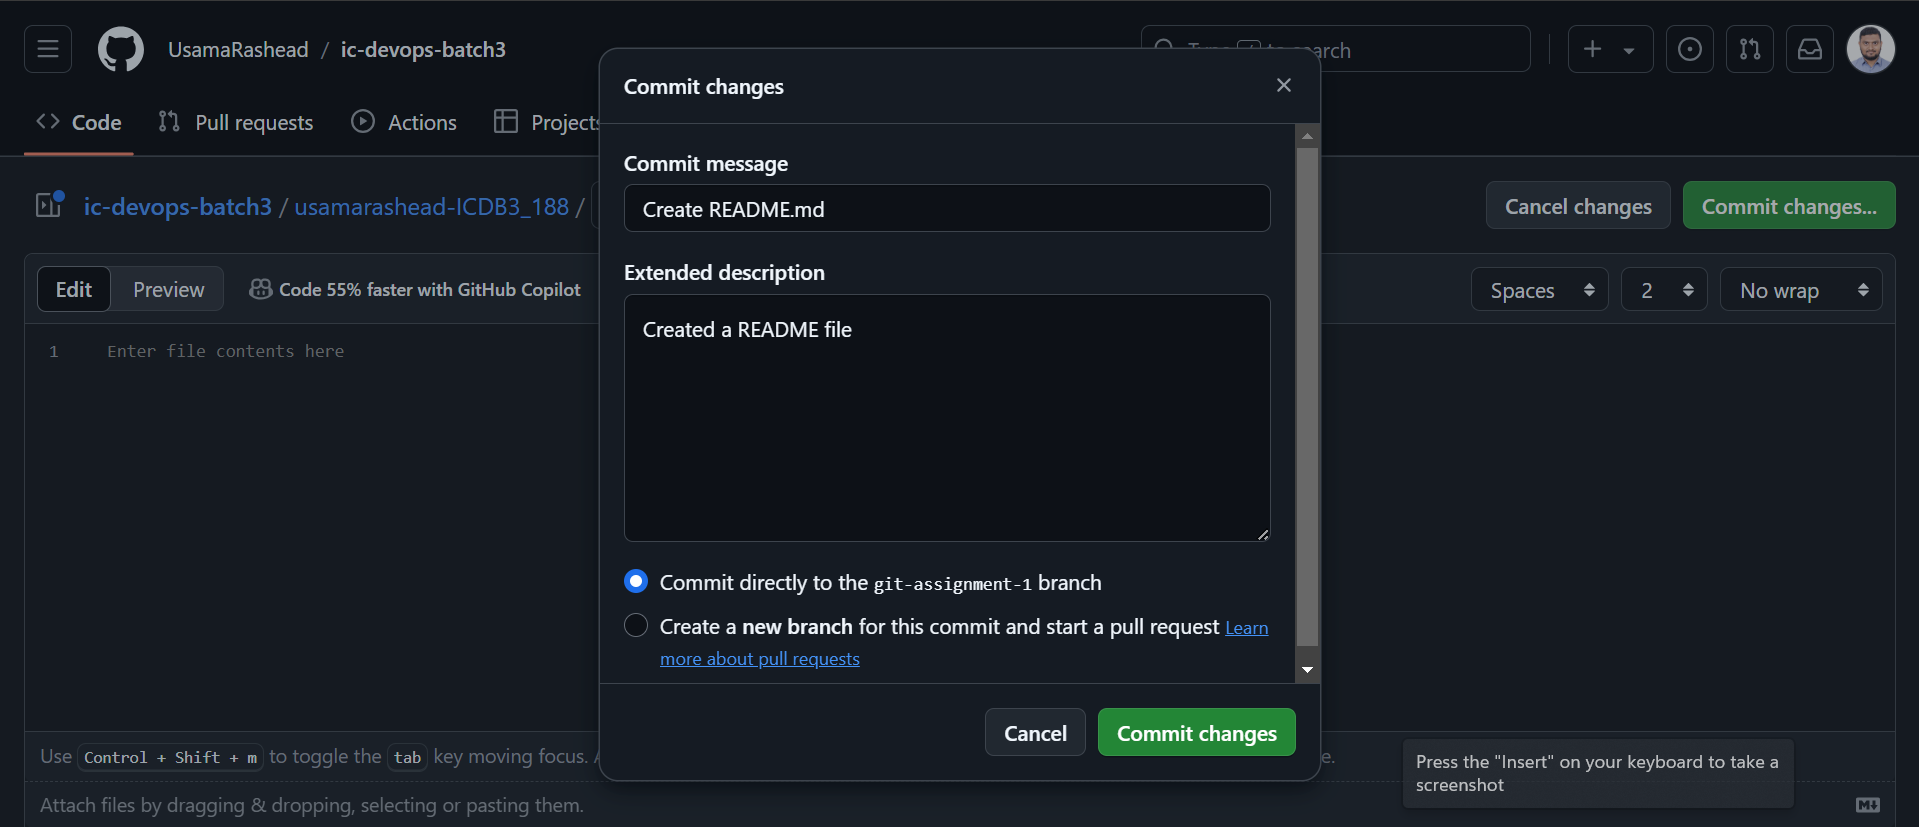 UsamaRashead / ic-devops-batch3
to search
Code
Pull requests
Actions
Projects
ic-devops-batch3 / usamarashead-ICDB3_188 /
Cancel changes
Commit changes...
Edit
Preview
Code 55% faster with GitHub Copilot
Spaces
2
No wrap
1
Enter file contents here
Commit changes
Commit message
Create README.md
Extended description
Created a README file
Commit directly to the git-assignment-1 branch
Create a new branch for this commit and start a pull request Learn
more about pull requests
Cancel
Commit changes
Use Control + Shift + m to toggle the tab key moving focus.
Attach files by dragging & dropping, selecting or pasting them.
Press the "Insert" on your keyboard to take a
screenshot